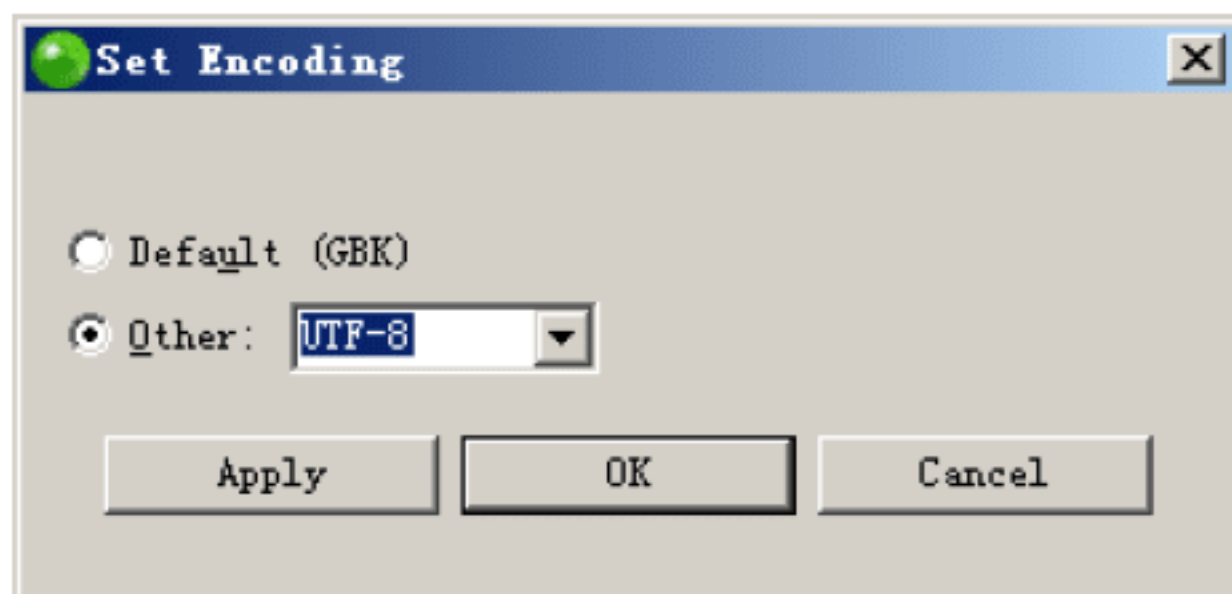 Set Encoding
Default (GBK)
Other: UTF-8
Apply OK Cancel